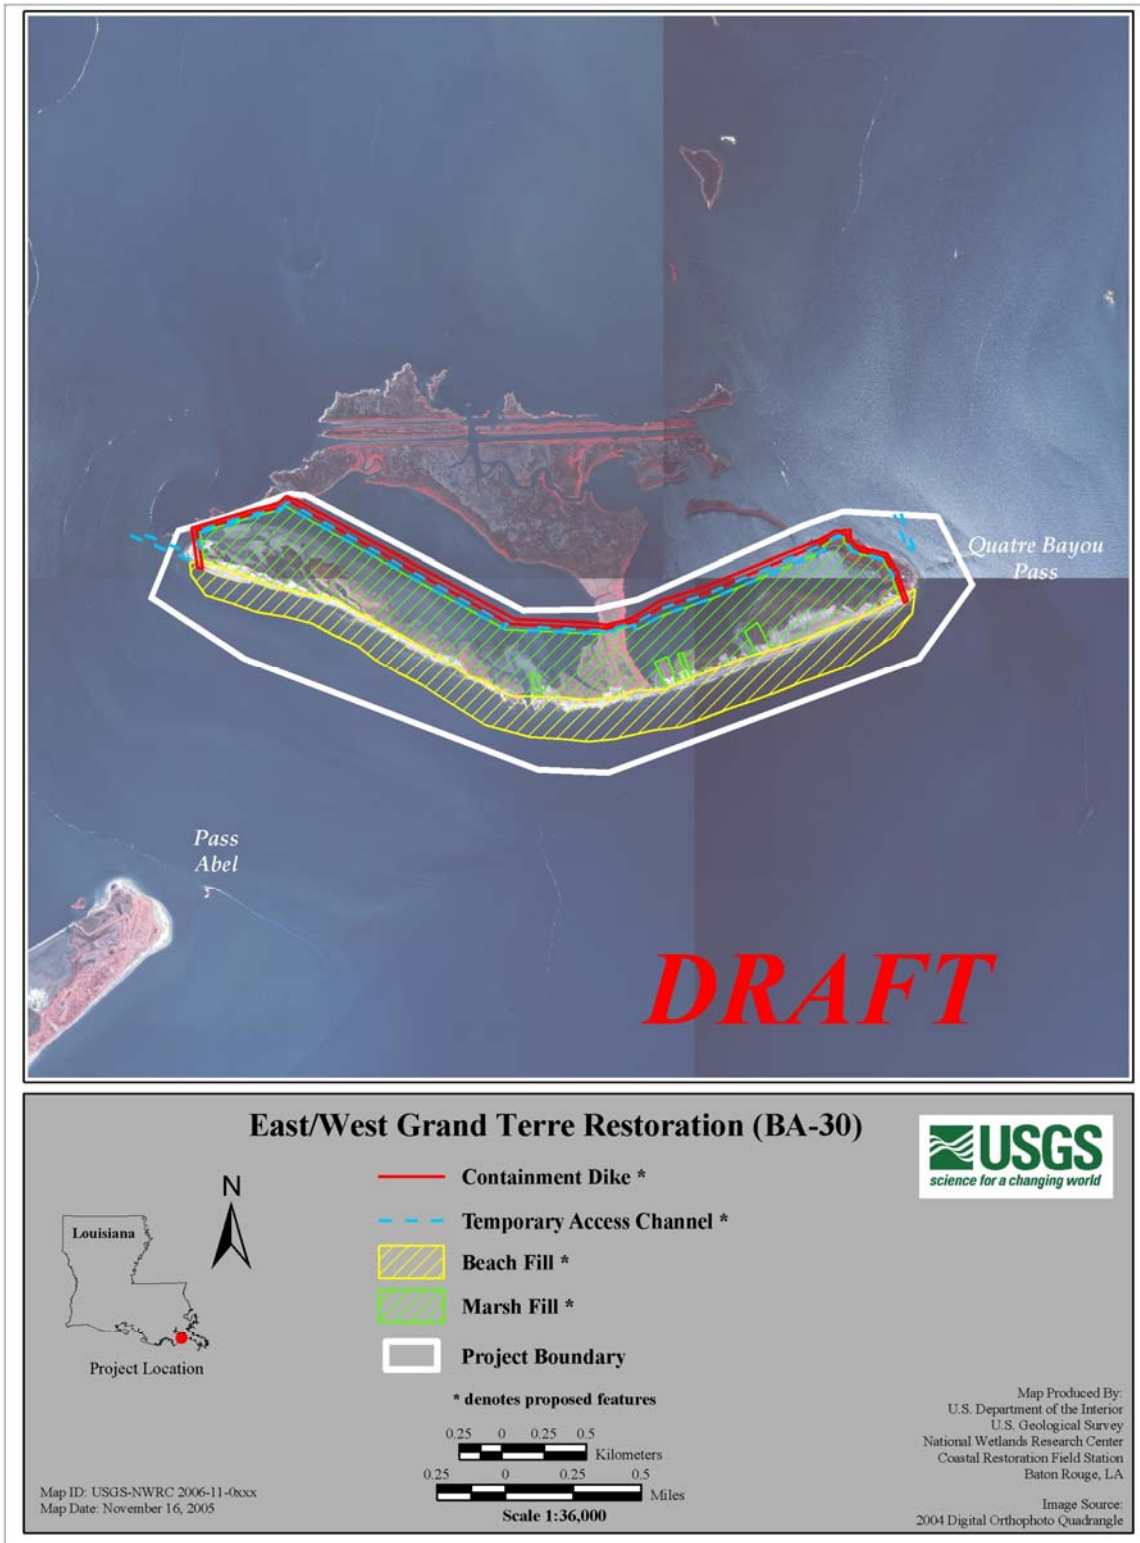 Quatre Bayou
Pass
Pass
Abel
DRAFT
East/West Grand Terre Restoration (BA-30)
USGS
science for a changing world
N
Louisiana
Project Location
Containment Dike *
Temporary Access Channel *
Beach Fill *
Marsh Fill *
Project Boundary
* denotes proposed features
0.25 0 0.25 0.5
Kilometers
0.25 0 0.25 0.5
Miles
Scale 1:36,000
Map ID: USGS-NWRC 2006-11-0xxx
Map Date: November 16, 2005
Map Produced By:
U.S. Department of the Interior
U.S. Geological Survey
National Wetlands Research Center
Coastal Restoration Field Station
Baton Rouge, LA
Image Source:
2004 Digital Orthophoto Quadrangle